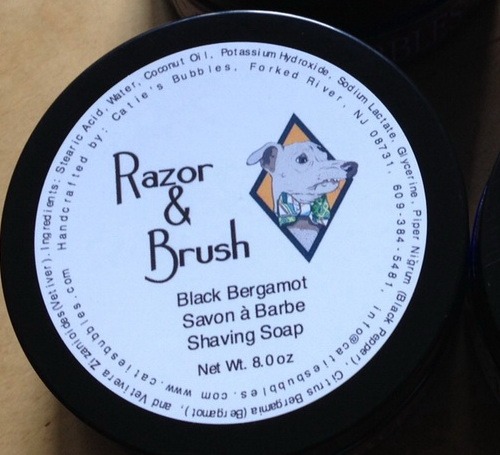 Ingredients: Stearic Acid, Water, Coconut Oil, Potassium Hydroxide, Sodium Lactate, Glycerine, Piper Nigrum (Black Pepper), Citrus Bergamia (Bergamot), and Vetivera Zizanioides(Vetiver).
Handcrafted by: Catie's Bubbles, Forked River, NJ 08731. 609-384-5481. info@catiesbubbles.com www.catiesbubbles.com
Razor
&
Brush
Black Bergamot
Savon à Barbe
Shaving Soap
Net Wt. 8.0 oz